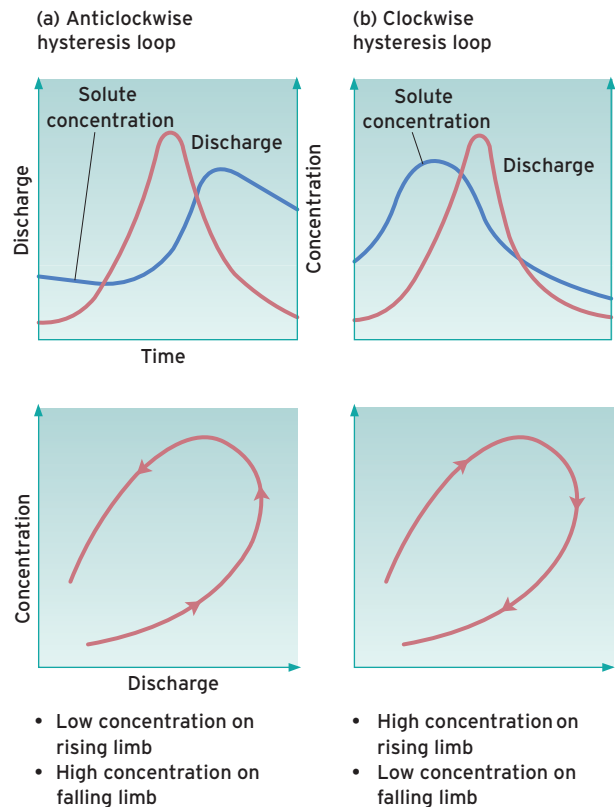 (a) Anticlockwise
hysteresis loop
Solute
concentration
Discharge
Discharge
Concentration
Time
(b) Clockwise
hysteresis loop
Solute
concentration
Discharge
Concentration
Discharge
• Low concentration on
rising limb
• High concentration on
falling limb
• High concentration on
rising limb
• Low concentration on
falling limb